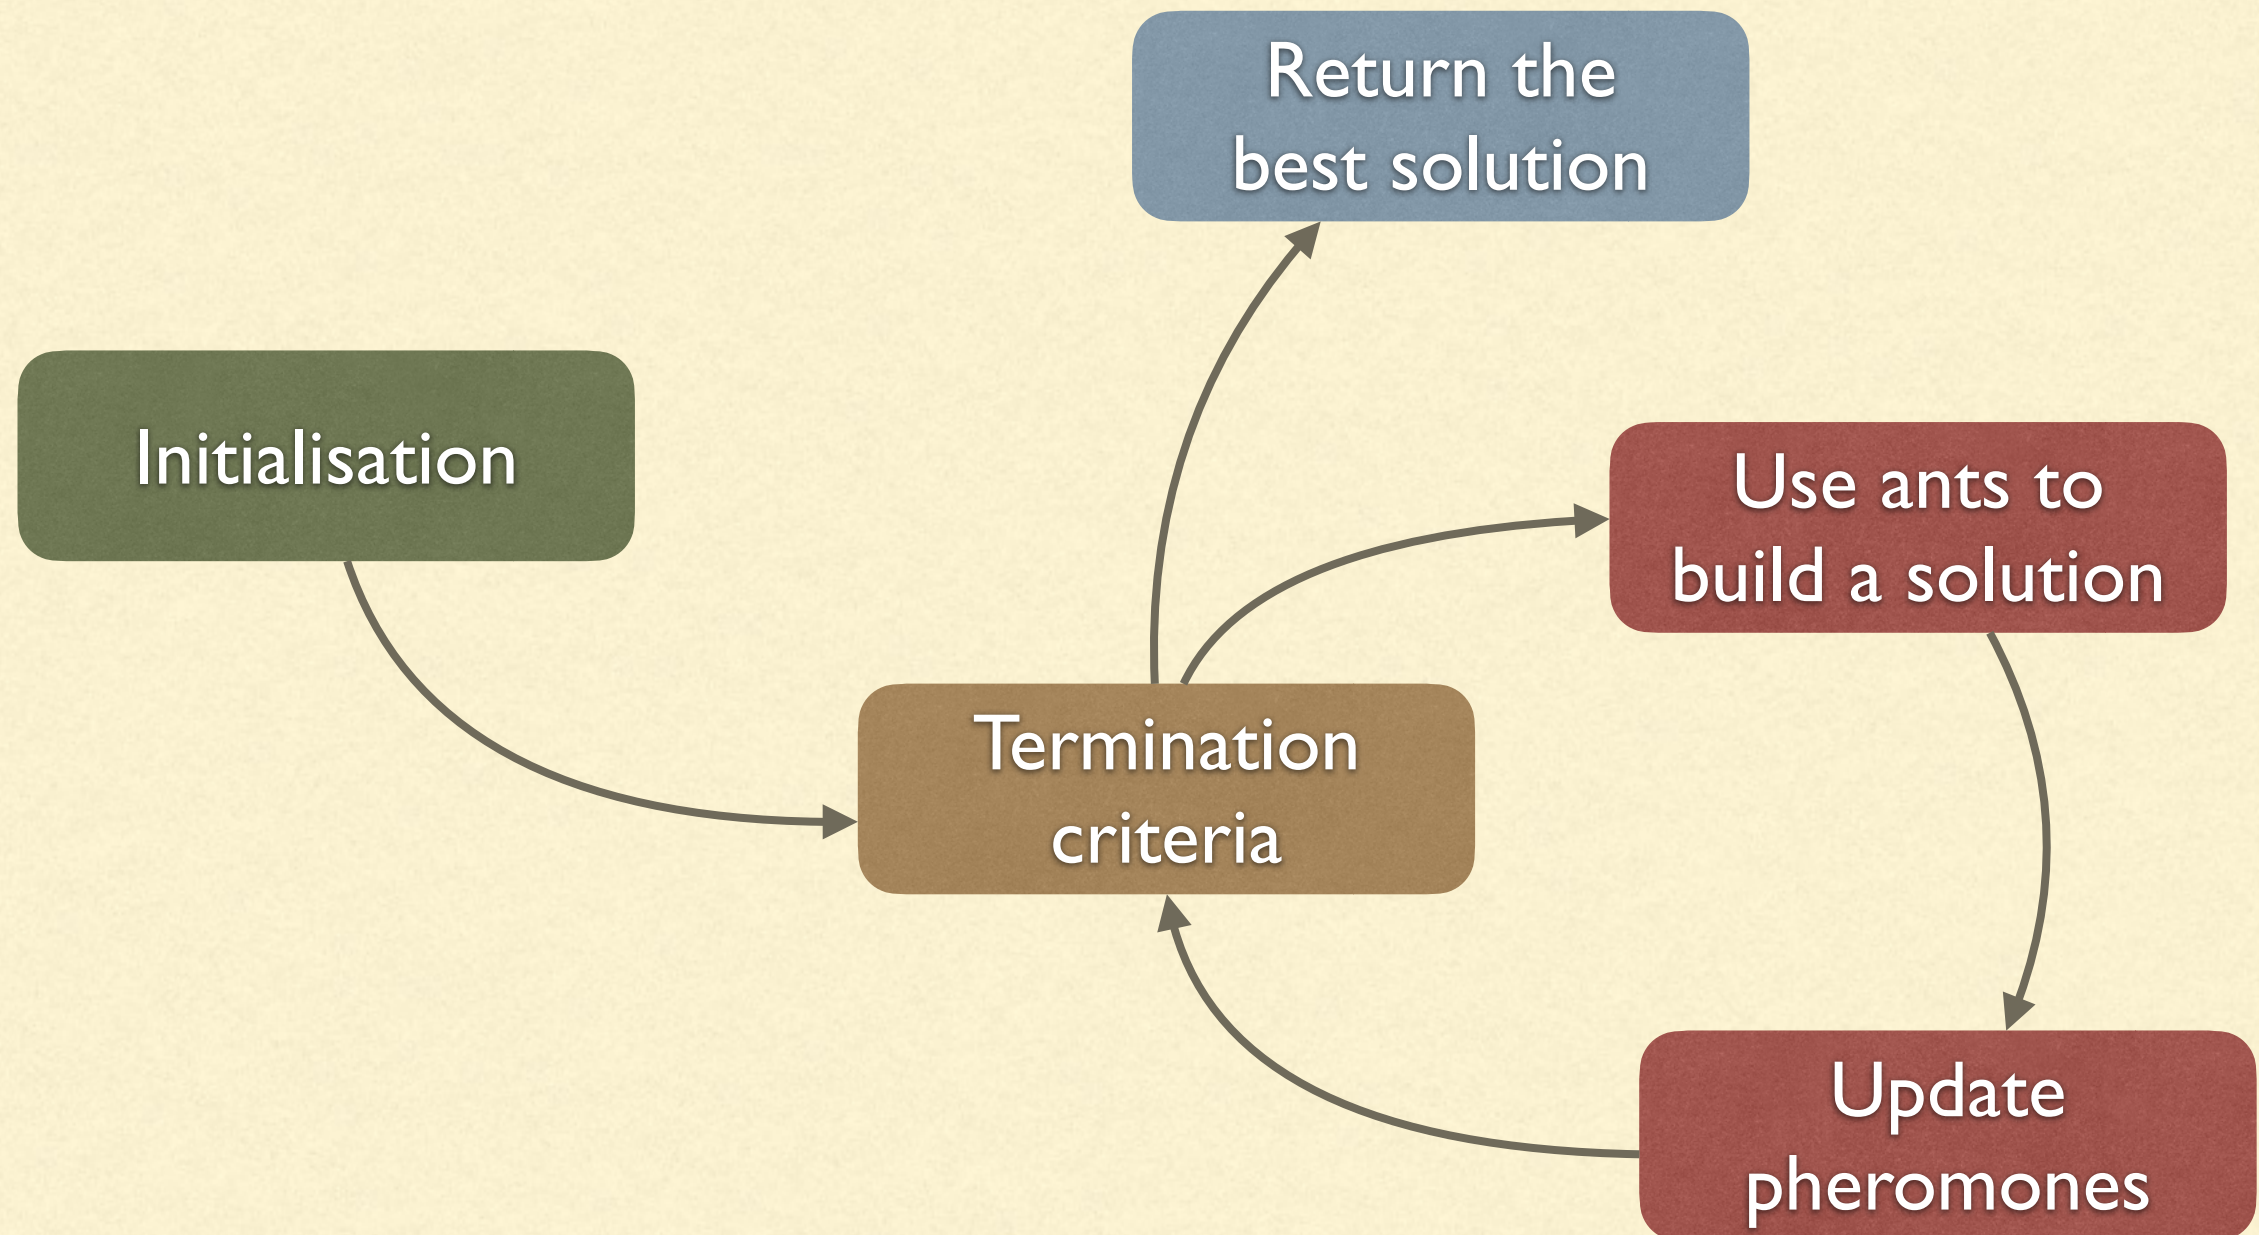 Return the
best solution
Initialisation
Use ants to
build a solution
Termination
criteria
Update
pheromones